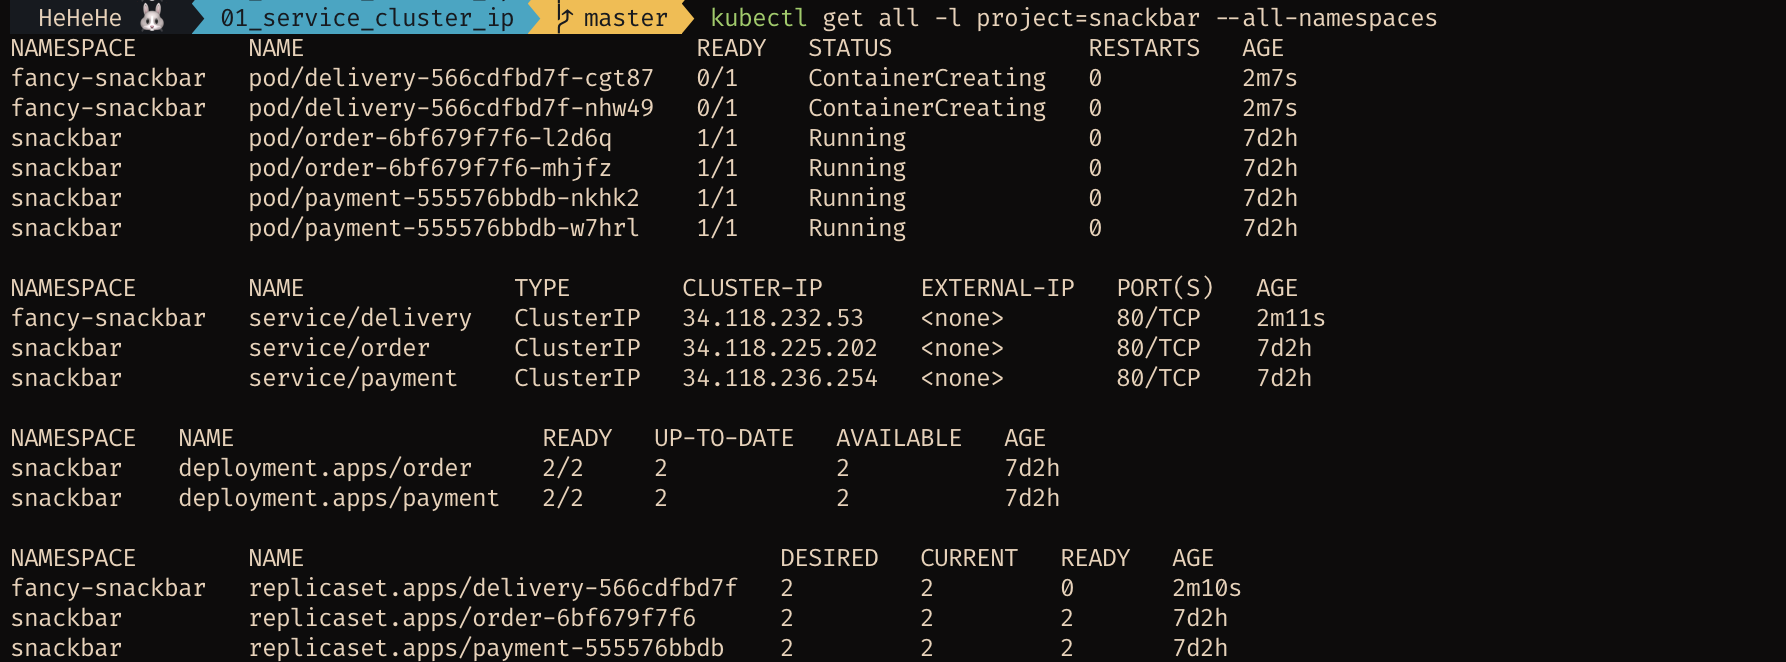 HeHeHe 01_service_cluster_ip master kubectl get all -l project=snackbar --all-namespaces
NAMESPACE NAME READY STATUS RESTARTS AGE
fancy-snackbar pod/delivery-566cdfbd7f-cgt87 0/1 ContainerCreating 0 2m7s
fancy-snackbar pod/delivery-566cdfbd7f-nhw49 0/1 ContainerCreating 0 2m7s
snackbar pod/order-6bf679f7f6-l2d6q 1/1 Running 0 7d2h
snackbar pod/order-6bf679f7f6-mhjfz 1/1 Running 0 7d2h
snackbar pod/payment-555576bbdb-nkhk2 1/1 Running 0 7d2h
snackbar pod/payment-555576bbdb-w7hrl 1/1 Running 0 7d2h
NAMESPACE NAME TYPE CLUSTER-IP EXTERNAL-IP PORT(S) AGE
fancy-snackbar service/delivery ClusterIP 34.118.232.53 <none> 80/TCP 2m11s
snackbar service/order ClusterIP 34.118.225.202 <none> 80/TCP 7d2h
snackbar service/payment ClusterIP 34.118.236.254 <none> 80/TCP 7d2h
NAMESPACE NAME READY UP-TO-DATE AVAILABLE AGE
snackbar deployment.apps/order 2/2 2 2 7d2h
snackbar deployment.apps/payment 2/2 2 2 7d2h
NAMESPACE NAME DESIRED CURRENT READY AGE
fancy-snackbar replicaset.apps/delivery-566cdfbd7f 2 2 0 2m10s
snackbar replicaset.apps/order-6bf679f7f6 2 2 2 7d2h
snackbar replicaset.apps/payment-555576bbdb 2 2 2 7d2h